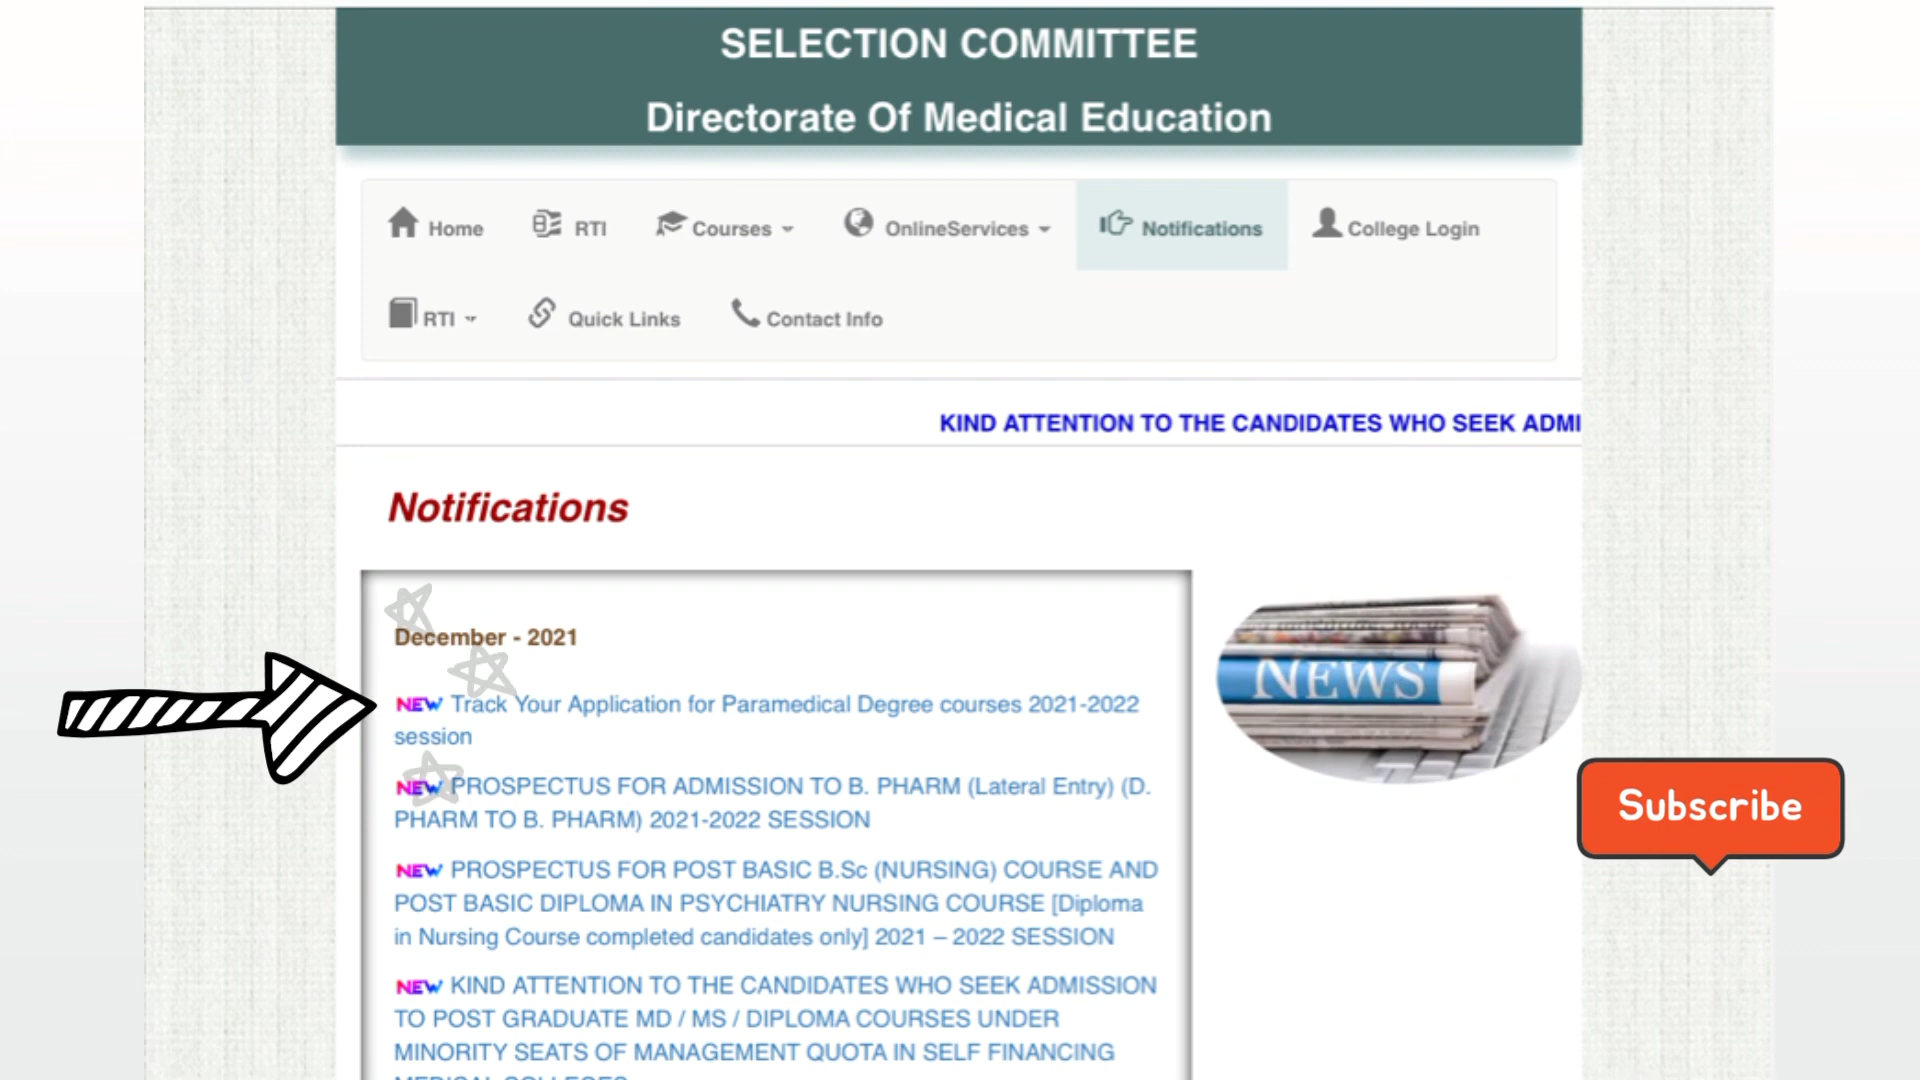 SELECTION COMMITTEE
Directorate Of Medical Education
Home RTI Courses OnlineServices Notifications College Login
RTI Quick Links Contact Info
KIND ATTENTION TO THE CANDIDATES WHO SEEK ADMI
Notifications
December - 2021
NEW Track Your Application for Paramedical Degree courses 2021-2022
session
NEW PROSPECTUS FOR ADMISSION TO B. PHARM (Lateral Entry) (D.
PHARM TO B. PHARM) 2021-2022 SESSION
NEW PROSPECTUS FOR POST BASIC B.Sc (NURSING) COURSE AND
POST BASIC DIPLOMA IN PSYCHIATRY NURSING COURSE [Diploma
in Nursing Course completed candidates only] 2021 – 2022 SESSION
NEW KIND ATTENTION TO THE CANDIDATES WHO SEEK ADMISSION
TO POST GRADUATE MD / MS / DIPLOMA COURSES UNDER
MINORITY SEATS OF MANAGEMENT QUOTA IN SELF FINANCING
NEWS
Subscribe